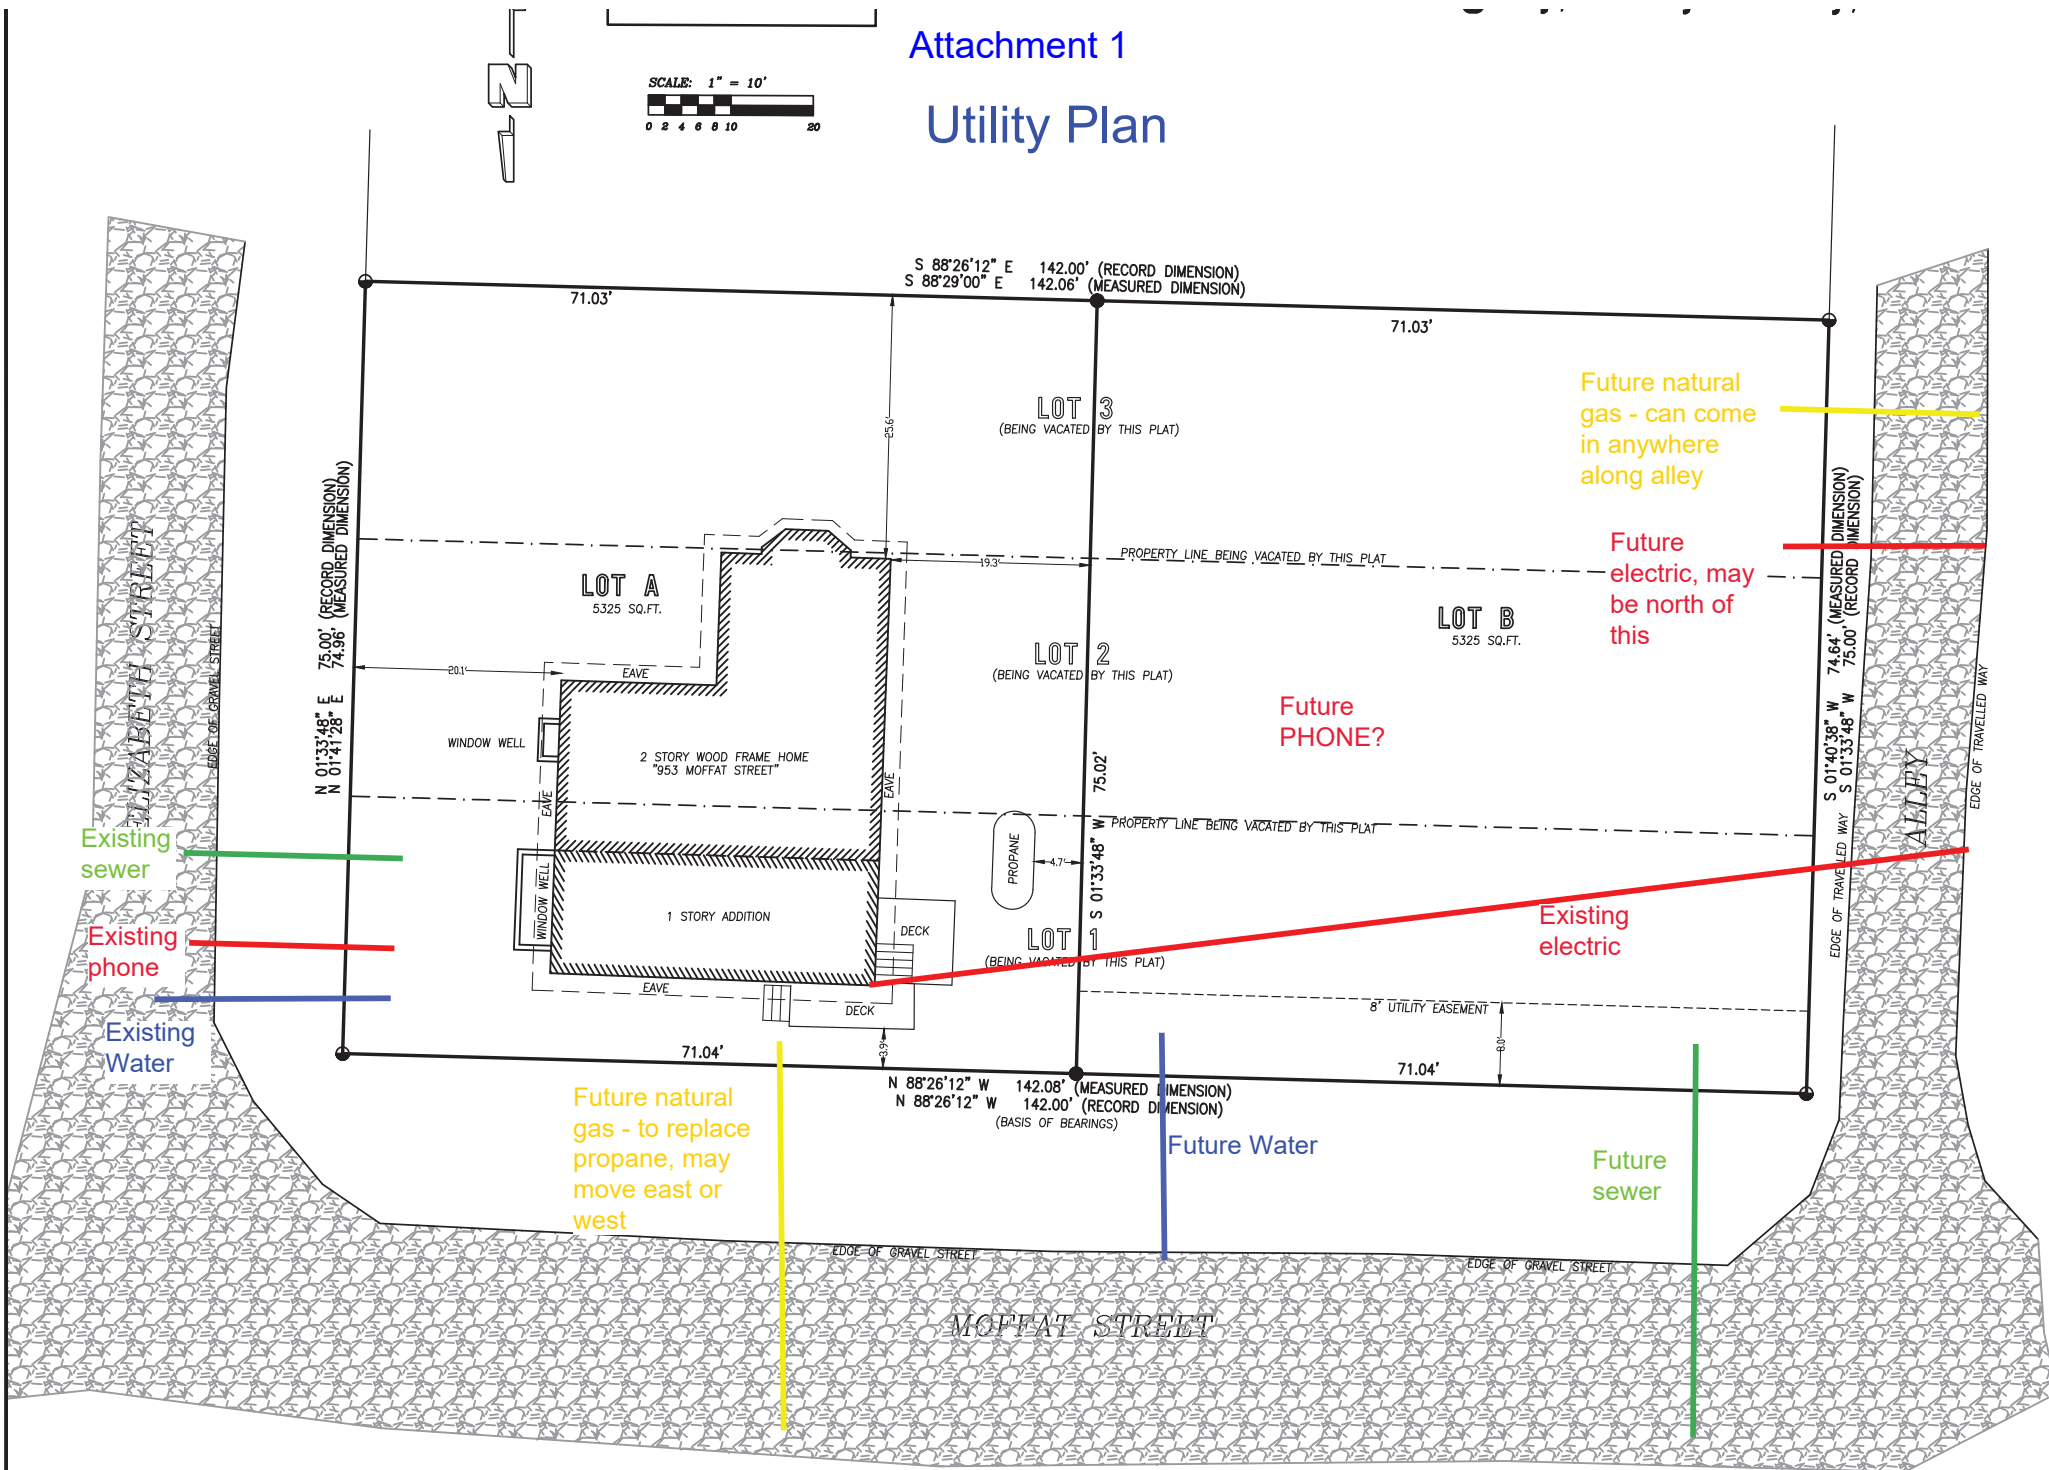 Attachment 1
N
SCALE: 1" = 10'
0 2 4 6 8 10 20
Utility Plan
S 88°26'12" E 142.00' (RECORD DIMENSION)
S 88°29'00" E 142.06' (MEASURED DIMENSION)
71.03'
71.03'
Future natural
gas - can come
in anywhere
along alley
LOT 3
(BEING VACATED BY THIS PLAT)
25.6'
N 01°33'48" E 75.00' (RECORD DIMENSION)
N 01°41'28" E 74.96' (MEASURED DIMENSION)
S 01°40'38" W 74.64' (MEASURED DIMENSION)
S 01°33'48" W 75.00' (RECORD DIMENSION)
ELIZABETH STREET
EDGE OF GRAVEL STREET
PROPERTY LINE BEING VACATED BY THIS PLAT
19.3'
Future
electric, may
be north of
this
LOT A
5325 SQ.FT.
LOT B
5325 SQ.FT.
LOT 2
(BEING VACATED BY THIS PLAT)
20.1'
EAVE
Future
PHONE?
WINDOW WELL
2 STORY WOOD FRAME HOME
"953 MOFFAT STREET"
EAVE
EAVE
S 01°33'48" W 75.02'
ALLEY
EDGE OF TRAVELLED WAY
EDGE OF TRAVELED WAY
PROPERTY LINE BEING VACATED BY THIS PLAT
Existing
sewer
PROPANE
4.7'
WINDOW WELL
1 STORY ADDITION
DECK
Existing
phone
LOT 1
(BEING VACATED BY THIS PLAT)
Existing
electric
EAVE
DECK
8' UTILITY EASEMENT
8.0'
Existing
Water
3.9'
71.04'
71.04'
N 88°26'12" W 142.08' (MEASURED DIMENSION)
N 88°26'12" W 142.00' (RECORD DIMENSION)
(BASIS OF BEARINGS)
Future natural
gas - to replace
propane, may
move east or
west
Future Water
Future
sewer
EDGE OF GRAVEL STREET
EDGE OF GRAVEL STREET
MOFFAT STREET